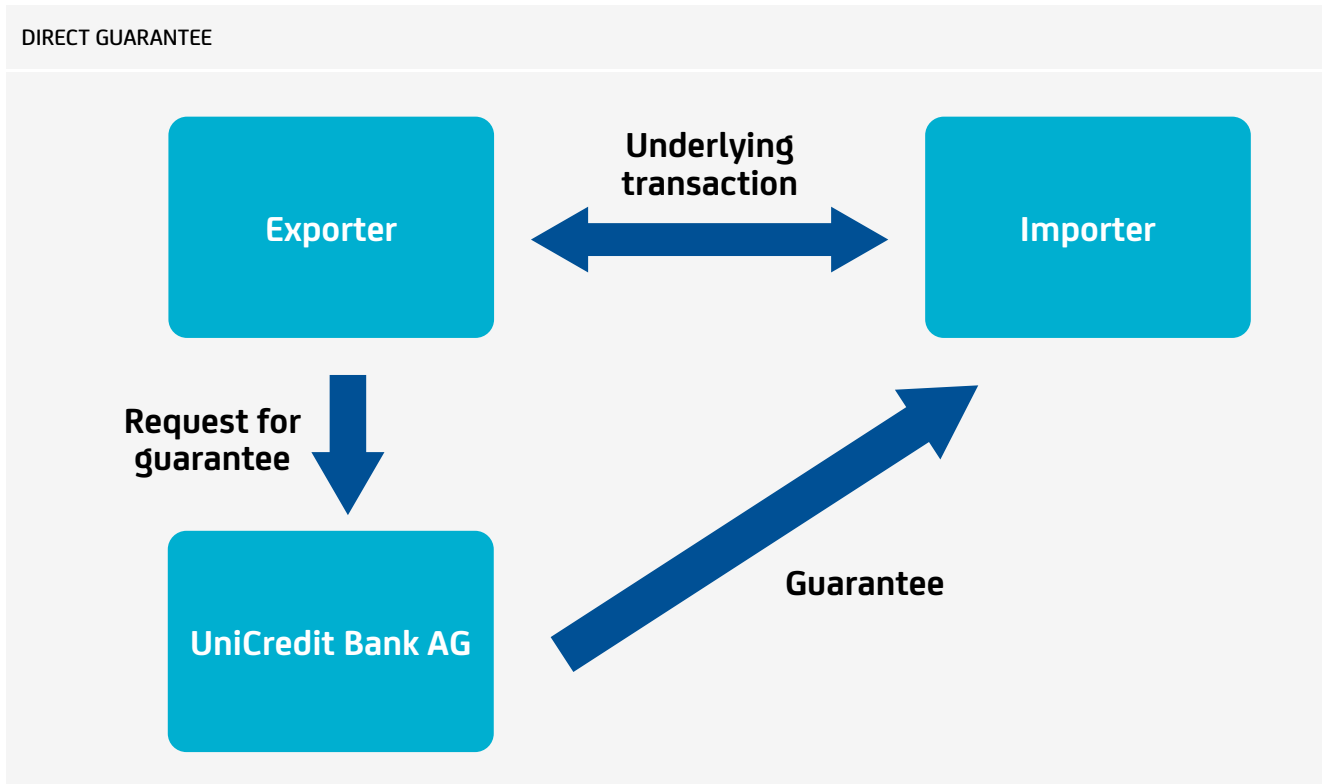 DIRECT GUARANTEE
Underlying
transaction
Exporter
Importer
Request for
guarantee
Guarantee
UniCredit Bank AG